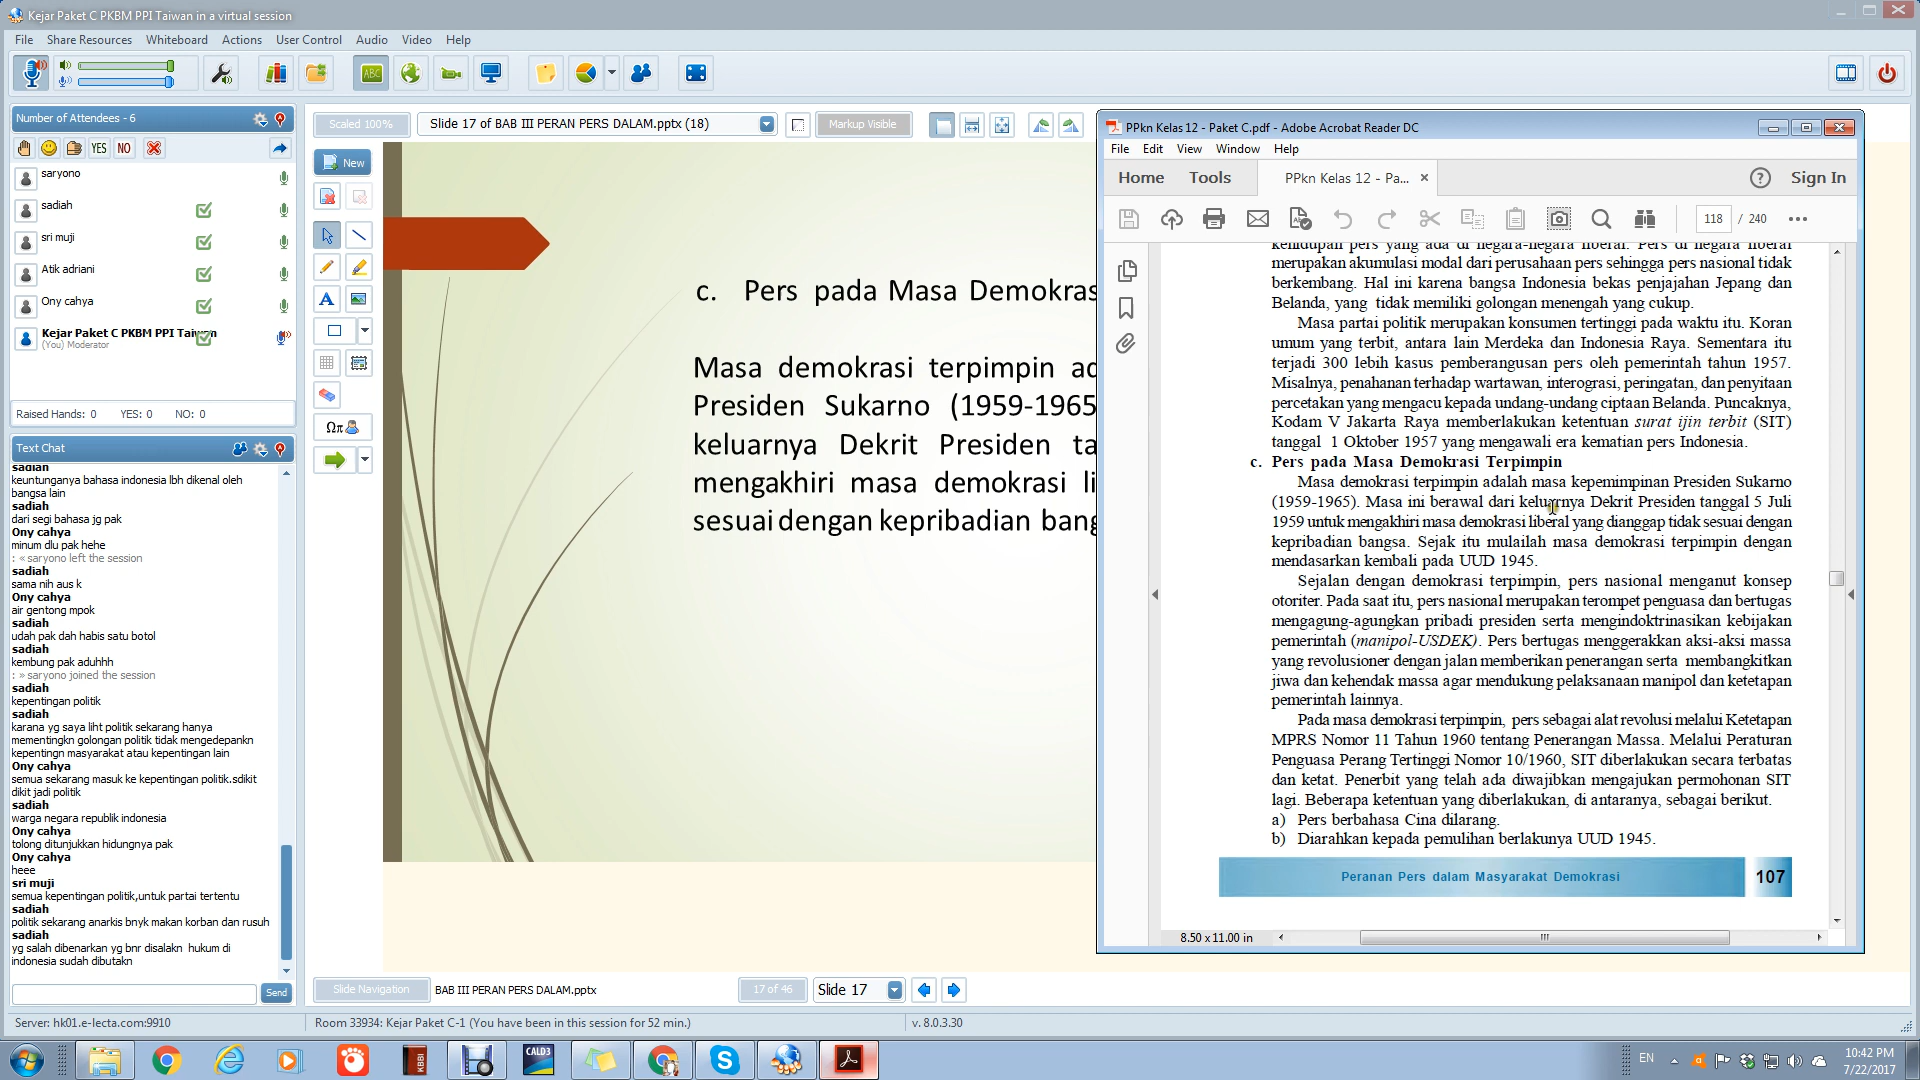 Kejar Paket C PKBM PPI Taiwan in a virtual session
File Share Resources Whiteboard Actions User Control Audio Video Help
ABC
Number of Attendees - 6
YES NO
saryono
sadiah
sri muji
Atik adriani
Ony cahya
Kejar Paket C PKBM PPI Taiwan
(You) Moderator
Raised Hands: 0 YES: 0 NO: 0
Text Chat
sadiah
keuntunganya bahasa indonesia lbh dikenal oleh
bangsa lain
sadiah
dari segi bahasa jg pak
Ony cahya
minum dlu pak hehe
: « saryono left the session
sadiah
sama nih aus k
Ony cahya
air gentong mpok
sadiah
udah pak dah habis satu botol
sadiah
kembung pak aduhhh
: » saryono joined the session
sadiah
kepentingan politik
sadiah
karana yg saya liht politik sekarang hanya
mementingkn golongan politik tidak mengedepankn
kepentingn masyarakat atau kepentingan lain
Ony cahya
semua sekarang masuk ke kepentingan politik.sdikit
dikit jadi politik
sadiah
warga negara republik indonesia
Ony cahya
tolong ditunjukkan hidungnya pak
Ony cahya
heee
sri muji
semua kepentingan politik,untuk partai tertentu
sadiah
politik sekarang anarkis bnyk makan korban dan rusuh
sadiah
yg salah dibenarkan yg bnr disalakn hukum di
indonesia sudah dibutakn
Send
Scaled 100%
Slide 17 of BAB III PERAN PERS DALAM.pptx (18)
Markup Visible
New
A
Ωπ
c. Pers pada Masa Demokras
Masa demokrasi terpimpin ad
Presiden Sukarno (1959-1965
keluarnya Dekrit Presiden ta
mengakhiri masa demokrasi li
sesuai dengan kepribadian bang
Slide Navigation
BAB III PERAN PERS DALAM.pptx
17 of 46
Slide 17
PPkn Kelas 12 - Paket C.pdf - Adobe Acrobat Reader DC
File Edit View Window Help
Home Tools PPkn Kelas 12 - Pa... × ? Sign In
118 / 240
kehidupan pers yang ada di negara-negara liberal. Pers di negara liberal
merupakan akumulasi modal dari perusahaan pers sehingga pers nasional tidak
berkembang. Hal ini karena bangsa Indonesia bekas penjajahan Jepang dan
Belanda, yang tidak memiliki golongan menengah yang cukup.
Masa partai politik merupakan konsumen tertinggi pada waktu itu. Koran
umum yang terbit, antara lain Merdeka dan Indonesia Raya. Sementara itu
terjadi 300 lebih kasus pemberangusan pers oleh pemerintah tahun 1957.
Misalnya, penahanan terhadap wartawan, interograsi, peringatan, dan penyitaan
percetakan yang mengacu kepada undang-undang ciptaan Belanda. Puncaknya,
Kodam V Jakarta Raya memberlakukan ketentuan surat ijin terbit (SIT)
tanggal 1 Oktober 1957 yang mengawali era kematian pers Indonesia.
c. Pers pada Masa Demokrasi Terpimpin
Masa demokrasi terpimpin adalah masa kepemimpinan Presiden Sukarno
(1959-1965). Masa ini berawal dari keluarnya Dekrit Presiden tanggal 5 Juli
1959 untuk mengakhiri masa demokrasi liberal yang dianggap tidak sesuai dengan
kepribadian bangsa. Sejak itu mulailah masa demokrasi terpimpin dengan
mendasarkan kembali pada UUD 1945.
Sejalan dengan demokrasi terpimpin, pers nasional menganut konsep
otoriter. Pada saat itu, pers nasional merupakan terompet penguasa dan bertugas
mengagung-agungkan pribadi presiden serta mengindoktrinasikan kebijakan
pemerintah (manipol-USDEK). Pers bertugas menggerakkan aksi-aksi massa
yang revolusioner dengan jalan memberikan penerangan serta membangkitkan
jiwa dan kehendak massa agar mendukung pelaksanaan manipol dan ketetapan
pemerintah lainnya.
Pada masa demokrasi terpimpin, pers sebagai alat revolusi melalui Ketetapan
MPRS Nomor 11 Tahun 1960 tentang Penerangan Massa. Melalui Peraturan
Penguasa Perang Tertinggi Nomor 10/1960, SIT diberlakukan secara terbatas
dan ketat. Penerbit yang telah ada diwajibkan mengajukan permohonan SIT
lagi. Beberapa ketentuan yang diberlakukan, di antaranya, sebagai berikut.
a) Pers berbahasa Cina dilarang.
b) Diarahkan kepada pemulihan berlakunya UUD 1945.
Peranan Pers dalam Masyarakat Demokrasi 107
8.50 x 11.00 in
Server: hk01.e-lecta.com:9910
Room 33934: Kejar Paket C-1 (You have been in this session for 52 min.)
v. 8.0.3.30
KBBI
CALD3
EN
10:42 PM
7/22/2017